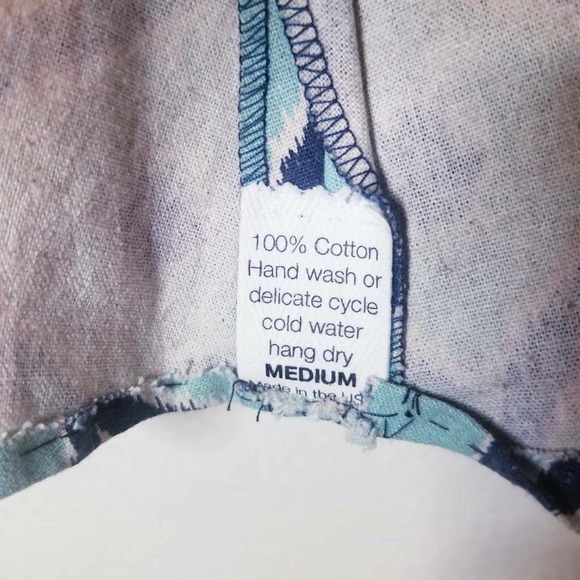 100% Cotton
Hand wash or
delicate cycle
cold water
hang dry
MEDIUM
Made in the US